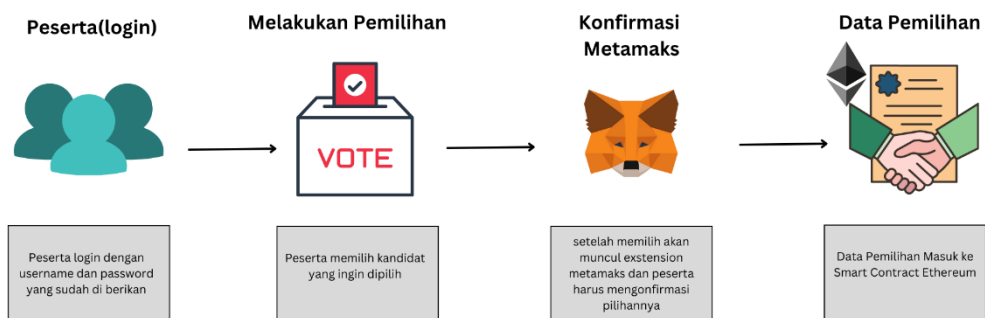 Peserta(login)
Melakukan Pemilihan
Konfirmasi
Metamaks
Data Pemilihan
VOTE
Peserta login dengan
username dan password
yang sudah di berikan
Peserta memilih kandidat
yang ingin dipilih
setelah memilih akan
muncul exstension
metamaks dan peserta
harus mengonfirmasi
pilihannya
Data Pemilihan Masuk ke
Smart Contract Ethereum